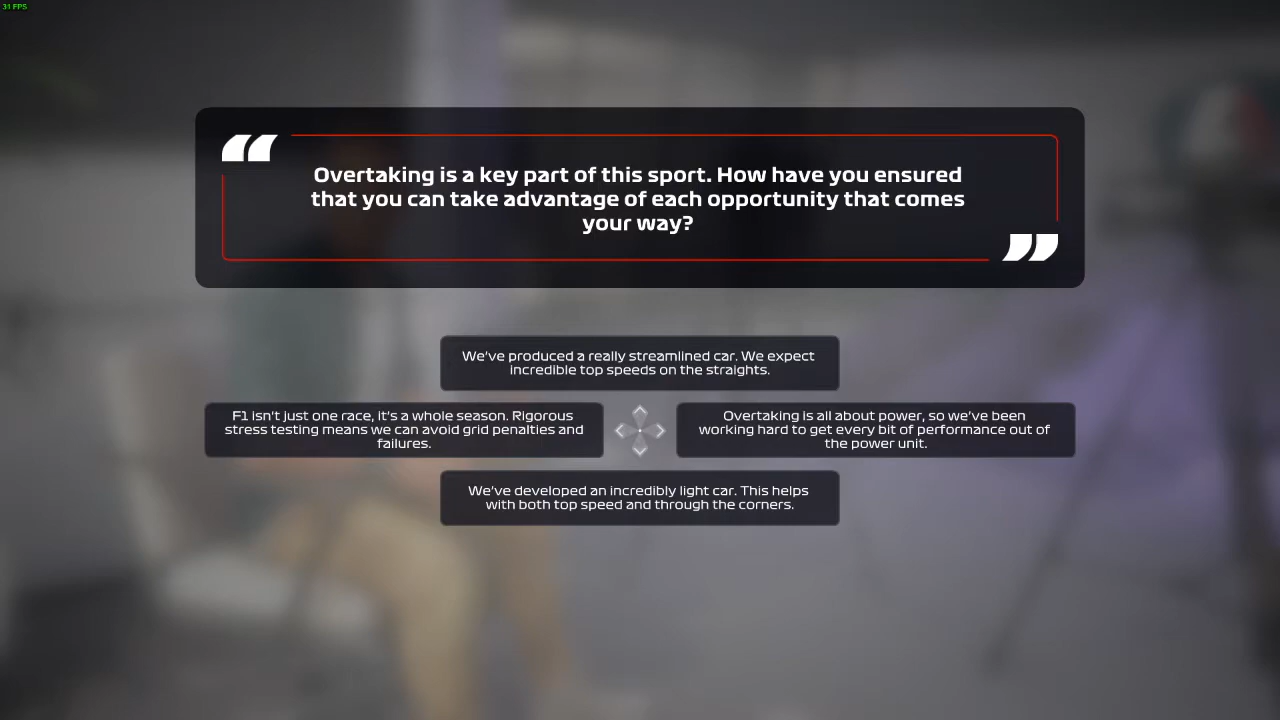 31 FPS
Overtaking is a key part of this sport. How have you ensured
that you can take advantage of each opportunity that comes
your way?
We've produced a really streamlined car. We expect
incredible top speeds on the straights.
F1 isn't just one race, it's a whole season. Rigorous
stress testing means we can avoid grid penalties and
failures.
Overtaking is all about power, so we've been
working hard to get every bit of performance out of
the power unit.
We've developed an incredibly light car. This helps
with both top speed and through the corners.